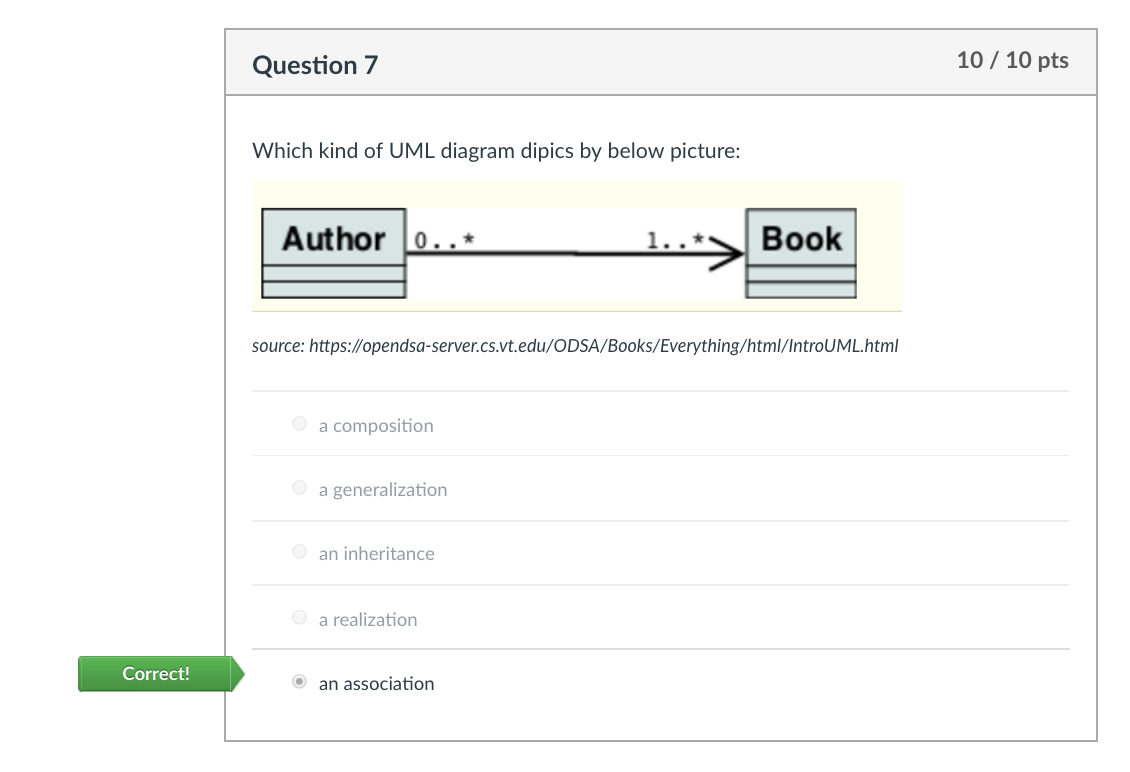 Question 7
10 / 10 pts
Which kind of UML diagram dipics by below picture:
Author
0..*
1..*
Book
source: https://opendsa-server.cs.vt.edu/ODSA/Books/Everything/html/IntroUML.html
a composition
a generalization
an inheritance
a realization
Correct!
an association